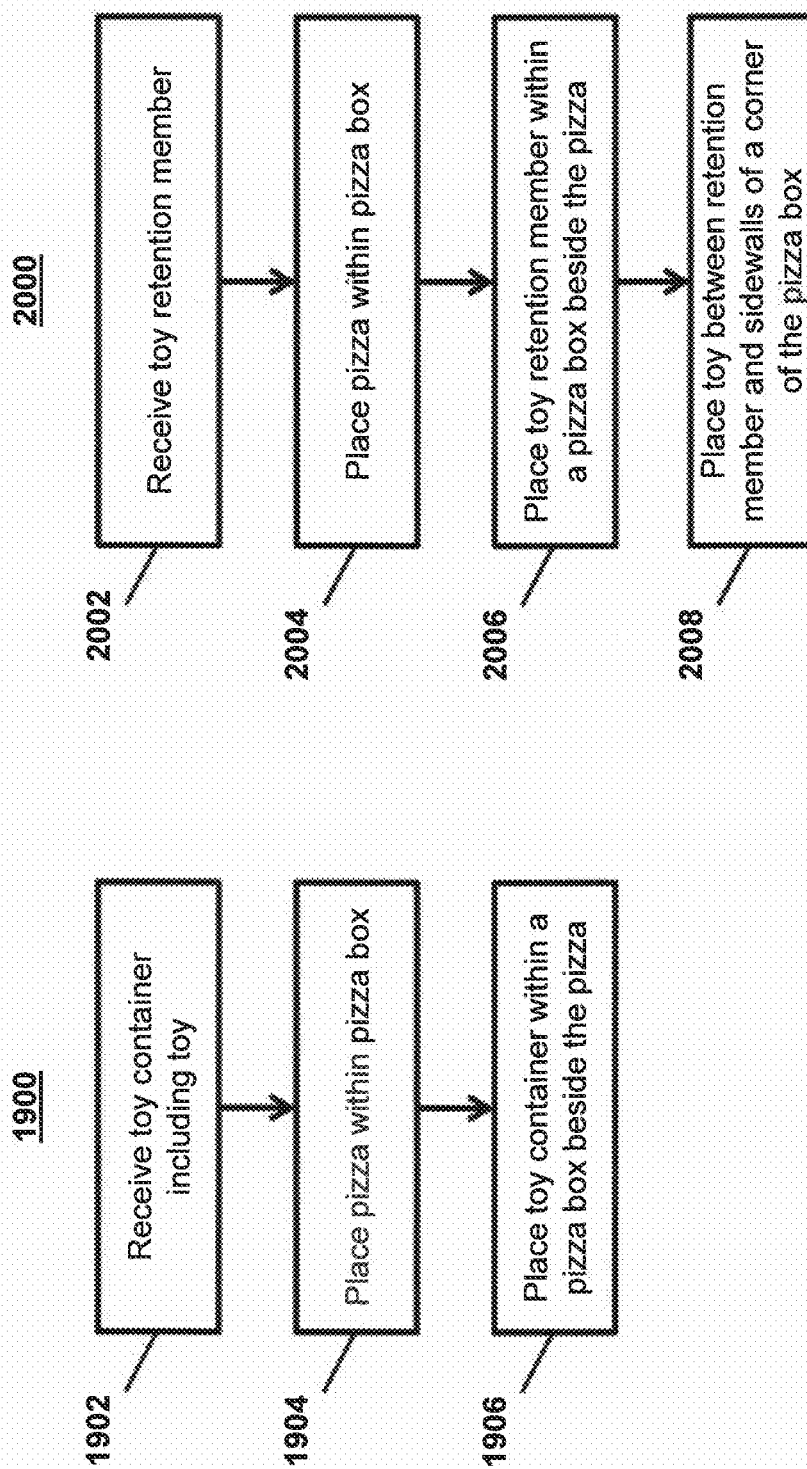 1900
1902
Receive toy container
including toy
1904
Place pizza within pizza box
1906
Place toy container within a
pizza box beside the pizza
2000
2002
Receive toy retention member
2004
Place pizza within pizza box
2006
Place toy retention member within
a pizza box beside the pizza
2008
Place toy between retention
member and sidewalls of a corner
of the pizza box